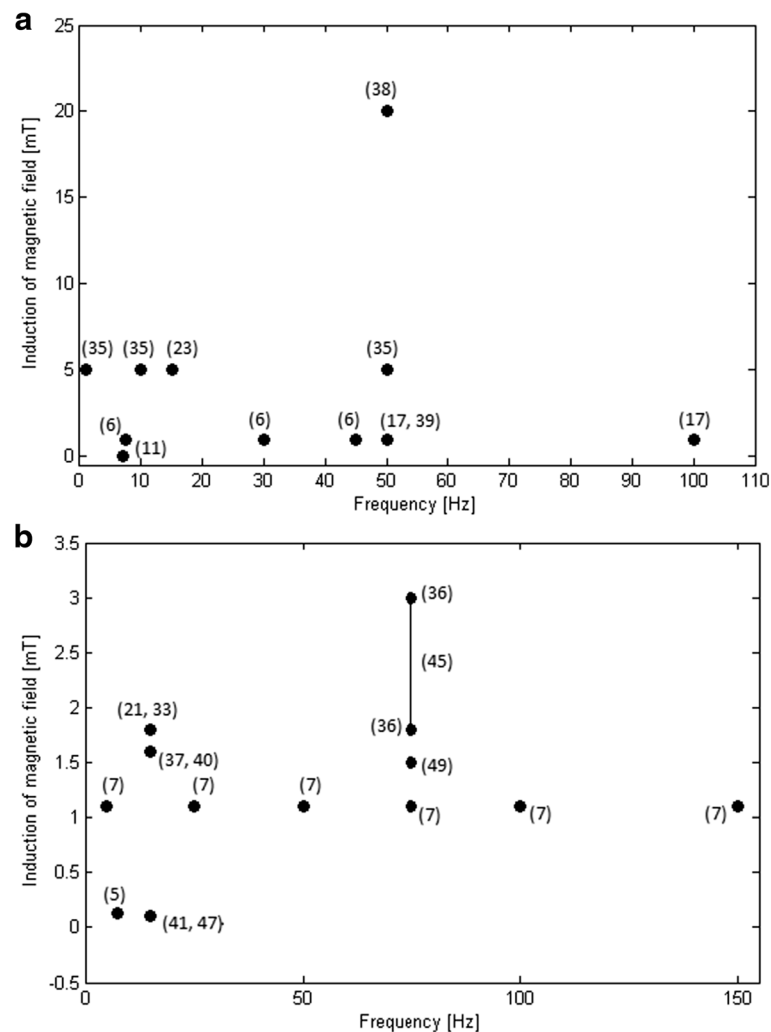 a
25
(38)
20
15
10
(35) (35) (23) (35)
5
(6) (11) (6) (6) (17, 39) (17)
0
0 10 20 30 40 50 60 70 80 90 100 110
Frequency [Hz]
Induction of magnetic field [mT]
b
3.5
3 (36)
2.5 (45)
(21, 33)
2 (36)
(37, 40)
1.5 (49)
(7) (7) (7)
1 (7) (7) (7)
0.5
(5)
0 (41, 47}
-0.5
0 50 100 150
Frequency [Hz]
Induction of magnetic field [mT]